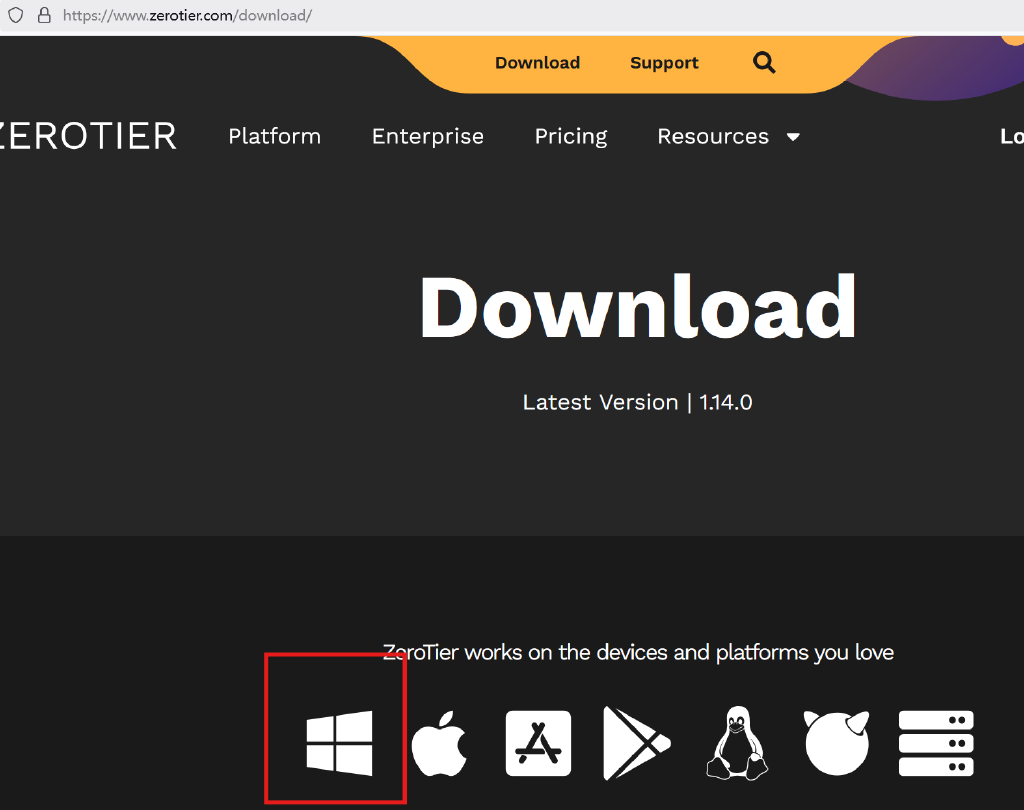 https://www.zerotier.com/download/
Download Support
ZEROTIER Platform Enterprise Pricing Resources
Download
Latest Version | 1.14.0
ZeroTier works on the devices and platforms you love